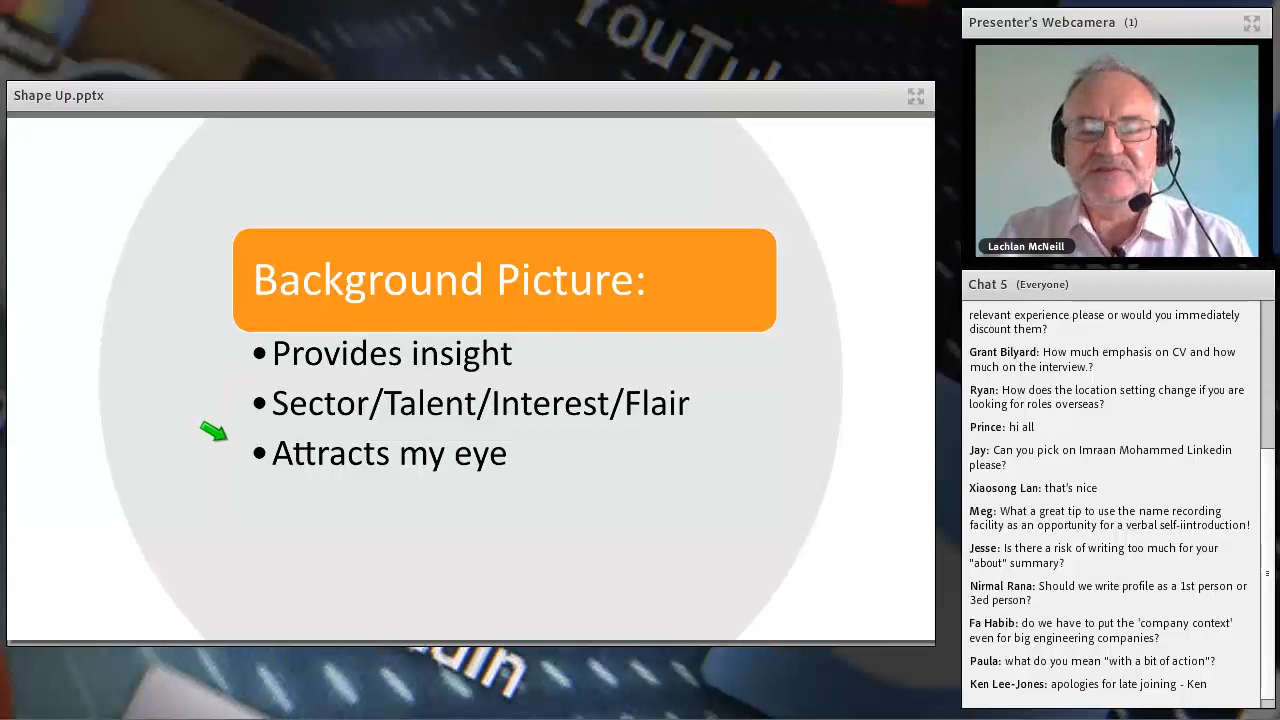 YouTu
Shape Up.pptx
Background Picture:
•Provides insight
•Sector/Talent/Interest/Flair
•Attracts my eye
Presenter's Webcamera (1)
Lachlan McNeill
Chat 5 (Everyone)
relevant experience please or would you immediately
discount them?
Grant Bilyard: How much emphasis on CV and how
much on the interview.?
Ryan: How does the location setting change if you are
looking for roles overseas?
Prince: hi all
Jay: Can you pick on Imraan Mohammed Linkedin
please?
Xiaosong Lan: that's nice
Meg: What a great tip to use the name recording
facility as an opportunity for a verbal self-iintroduction!
Jesse: Is there a risk of writing too much for your
"about" summary?
Nirmal Rana: Should we write profile as a 1st person or
3ed person?
Fa Habib: do we have to put the 'company context'
even for big engineering companies?
Paula: what do you mean "with a bit of action"?
Ken Lee-Jones: apologies for late joining - Ken